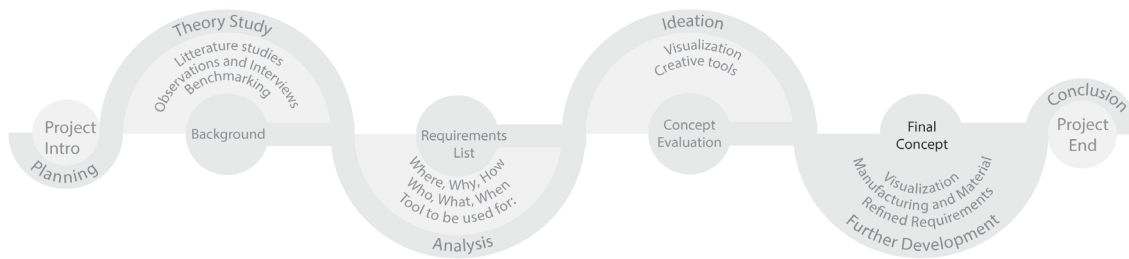 Project
Intro
Planning
Theory Study
Litterature studies
Observations and Interviews
Benchmarking
Background
Requirements
List
Where, Why, How
Who, What, When
Tool to be used for:
Analysis
Ideation
Visualization
Creative tools
Concept
Evaluation
Final
Concept
Visualization
Manufacturing and Material
Refined Requirements
Further Development
Conclusion
Project
End